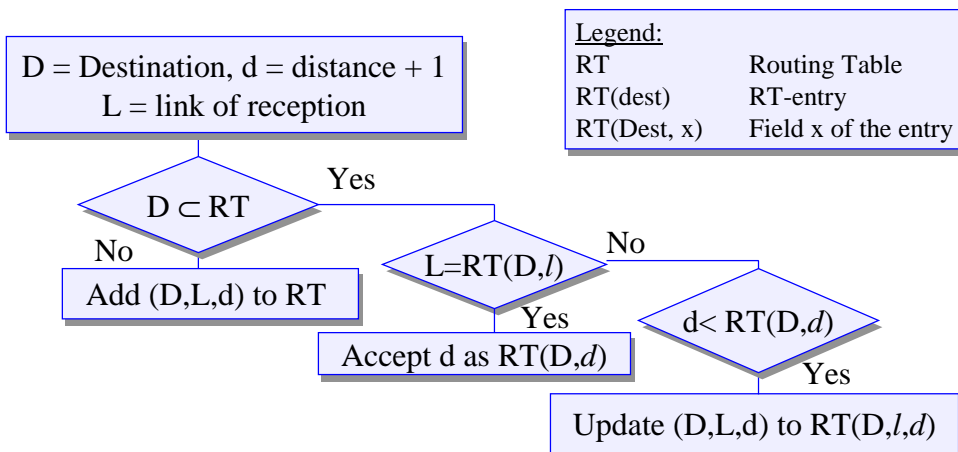 D = Destination, d = distance + 1
L = link of reception
Legend:
RT Routing Table
RT(dest) RT-entry
RT(Dest, x) Field x of the entry
D ⊂ RT
Yes
No
Add (D,L,d) to RT
L=RT(D,l)
No
Yes
Accept d as RT(D,d)
d< RT(D,d)
Yes
Update (D,L,d) to RT(D,l,d)